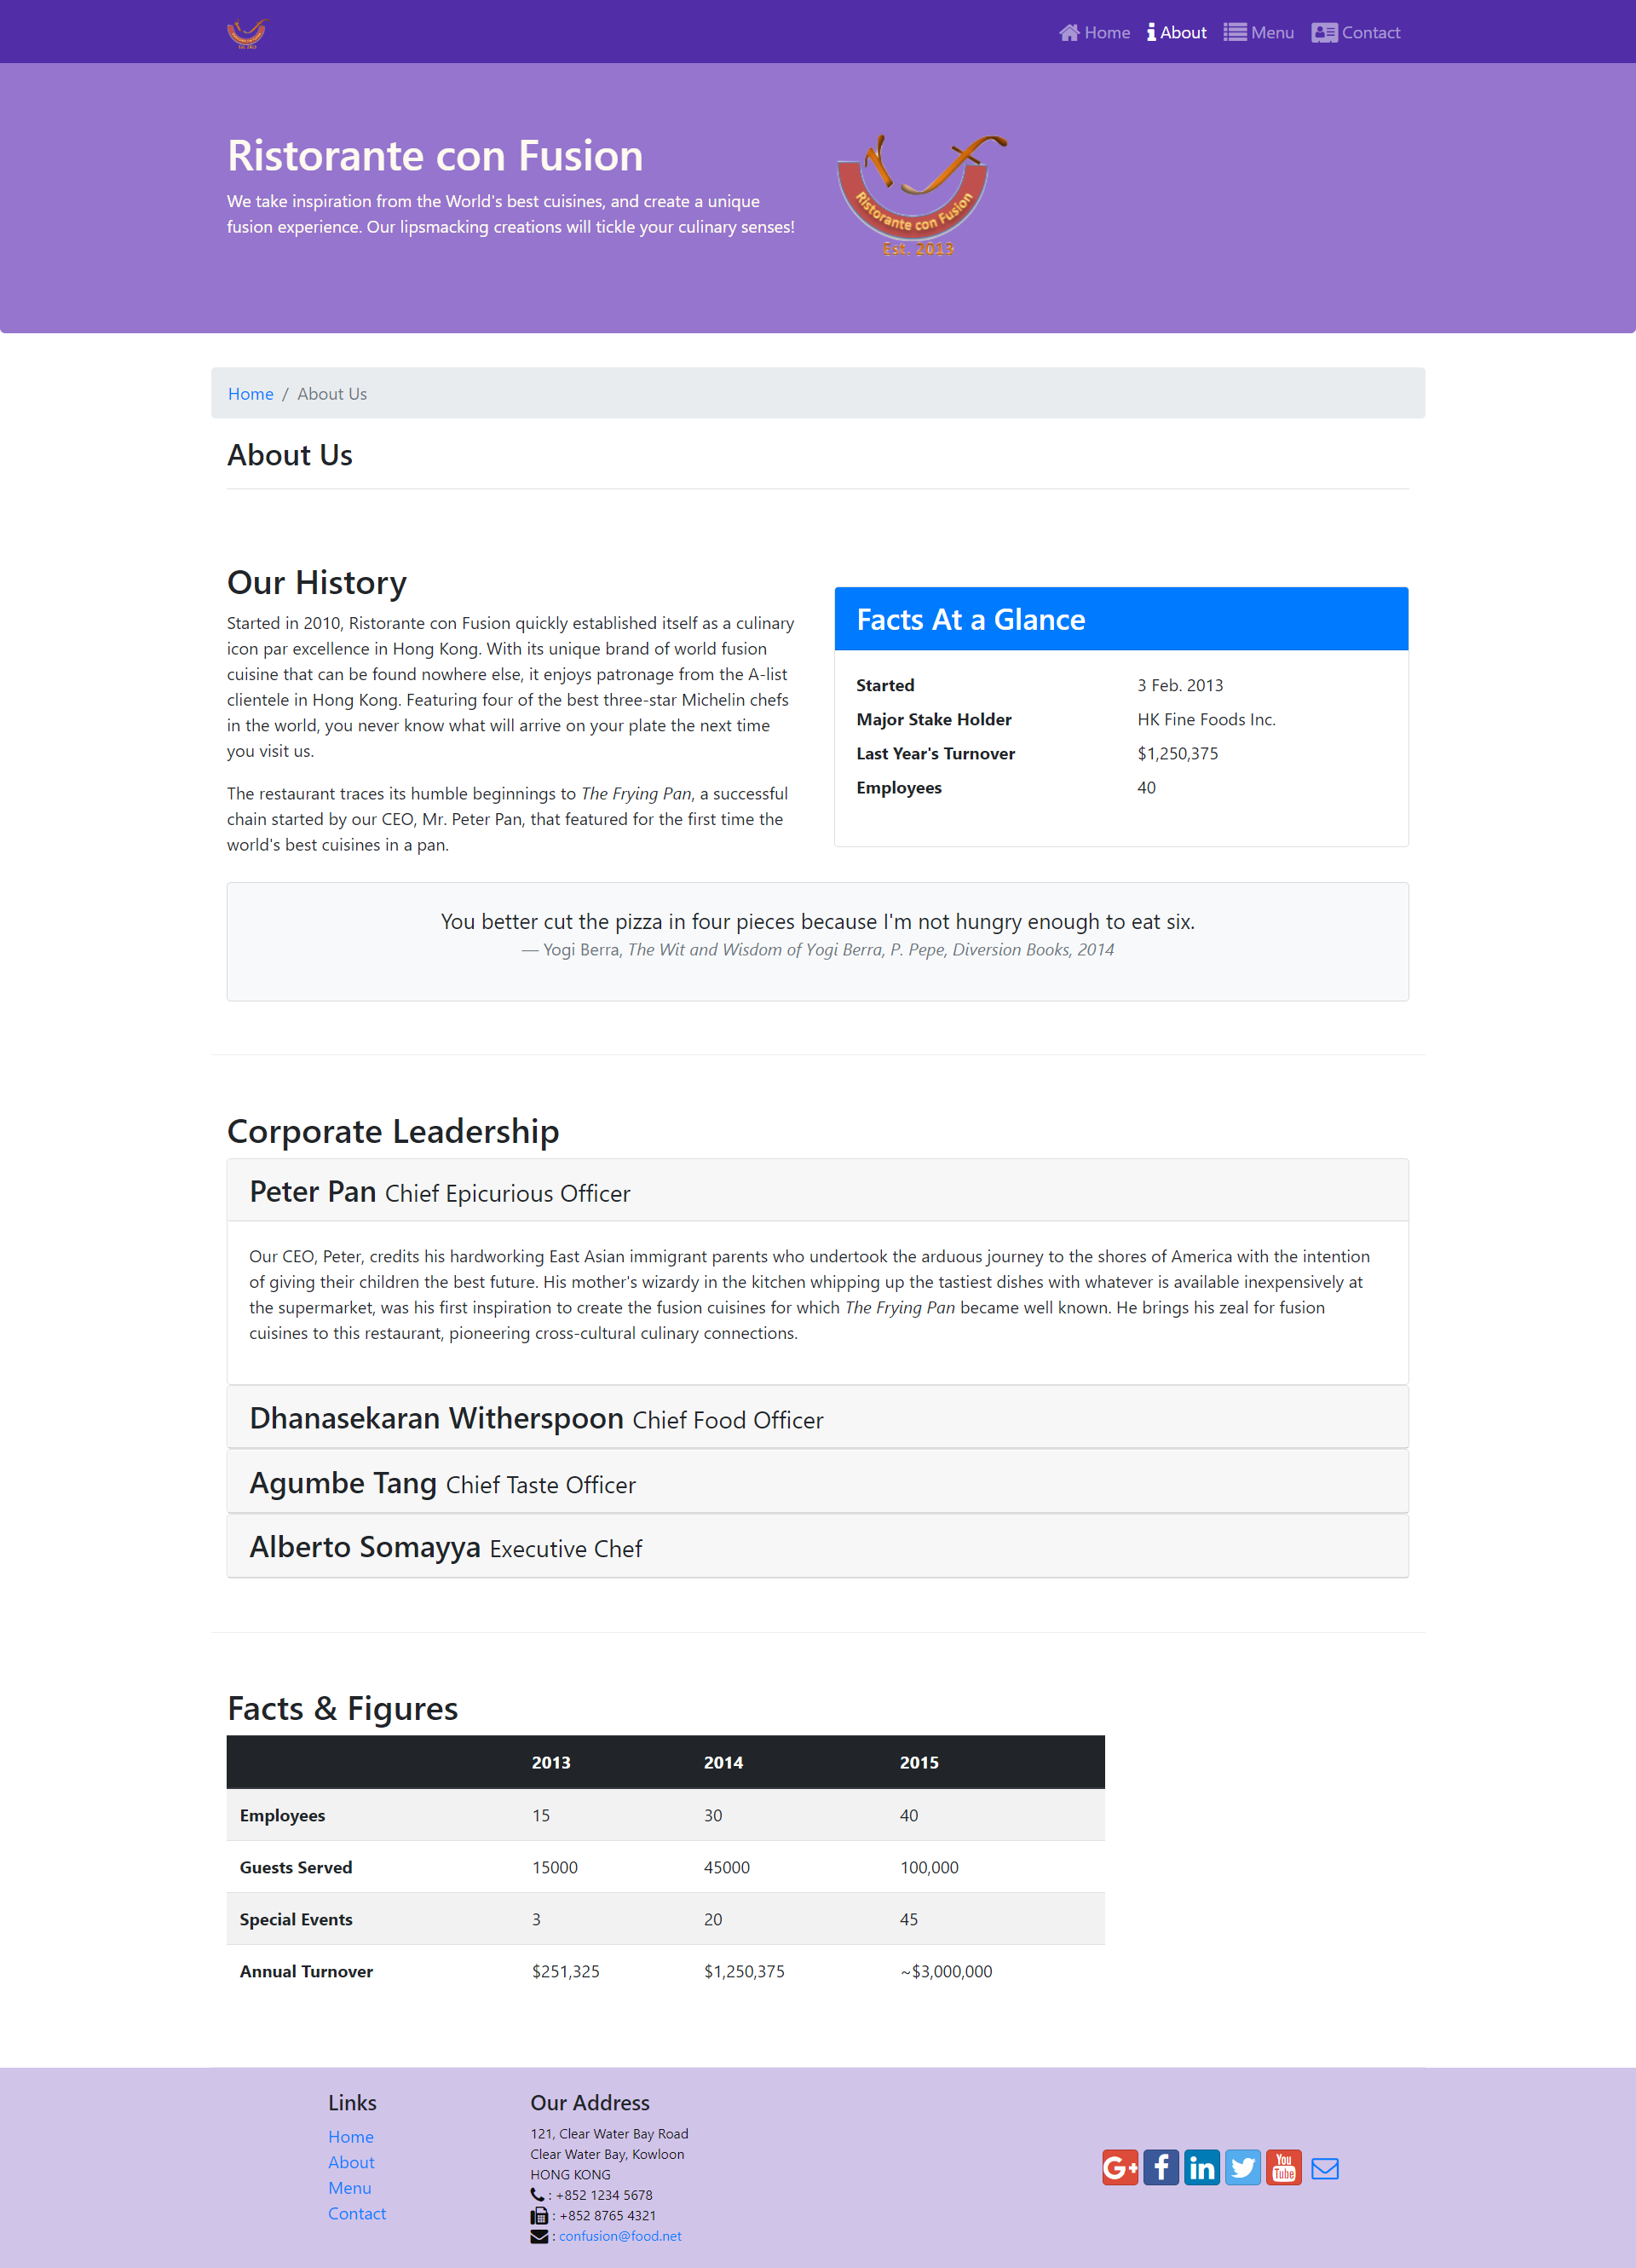 Home About Menu Contact
Ristorante con Fusion
We take inspiration from the World's best cuisines, and create a unique
fusion experience. Our lipsmacking creations will tickle your culinary senses!
Ristorante con Fusion
Est. 2013
Home / About Us
About Us
Our History
Started in 2010, Ristorante con Fusion quickly established itself as a culinary
icon par excellence in Hong Kong. With its unique brand of world fusion
cuisine that can be found nowhere else, it enjoys patronage from the A-list
clientele in Hong Kong. Featuring four of the best three-star Michelin chefs
in the world, you never know what will arrive on your plate the next time
you visit us.
The restaurant traces its humble beginnings to The Frying Pan, a successful
chain started by our CEO, Mr. Peter Pan, that featured for the first time the
world's best cuisines in a pan.
Facts At a Glance
Started 3 Feb. 2013
Major Stake Holder HK Fine Foods Inc.
Last Year's Turnover $1,250,375
Employees 40
You better cut the pizza in four pieces because I'm not hungry enough to eat six.
— Yogi Berra, The Wit and Wisdom of Yogi Berra, P. Pepe, Diversion Books, 2014
Corporate Leadership
Peter Pan Chief Epicurious Officer
Our CEO, Peter, credits his hardworking East Asian immigrant parents who undertook the arduous journey to the shores of America with the intention
of giving their children the best future. His mother's wizardy in the kitchen whipping up the tastiest dishes with whatever is available inexpensively at
the supermarket, was his first inspiration to create the fusion cuisines for which The Frying Pan became well known. He brings his zeal for fusion
cuisines to this restaurant, pioneering cross-cultural culinary connections.
Dhanasekaran Witherspoon Chief Food Officer
Agumbe Tang Chief Taste Officer
Alberto Somayya Executive Chef
Facts & Figures
2013 2014 2015
Employees 15 30 40
Guests Served 15000 45000 100,000
Special Events 3 20 45
Annual Turnover $251,325 $1,250,375 ~$3,000,000
Links
Home
About
Menu
Contact
Our Address
121, Clear Water Bay Road
Clear Water Bay, Kowloon
HONG KONG
: +852 1234 5678
: +852 8765 4321
: confusion@food.net
G+ f in You Tube